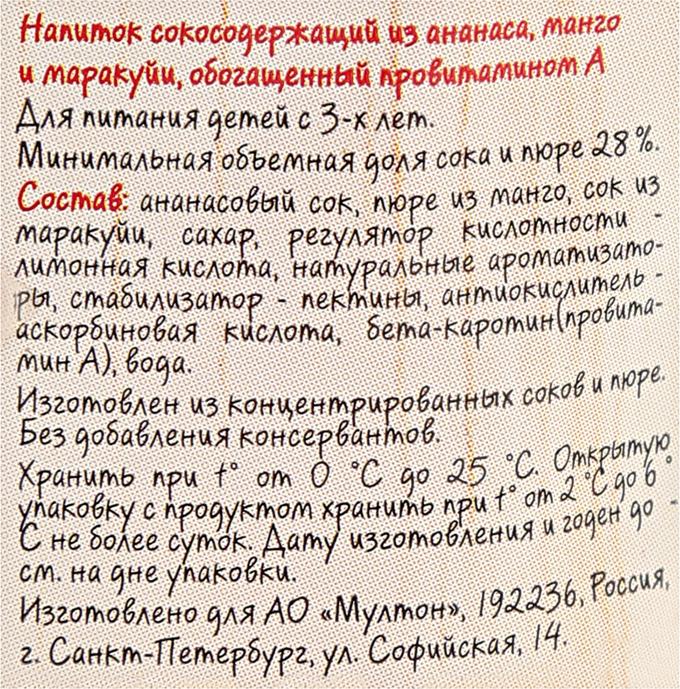 Напиток сокосодержащий из ананаса, манго
и маракуйи, обогащенный провитамином А
Для питания детей с 3-х лет.
Минимальная объемная доля сока и пюре 28%.
Состав: ананасовый сок, пюре из манго, сок из
маракуйи, сахар, регулятор кислотности -
лимонная кислота, натуральные ароматизато-
ры, стабилизатор - пектины, антиокислитель -
аскорбиновая кислота, бета-каротин(провита-
мин А), вода.
Изготовлен из концентрированных соков и пюре.
Без добавления консервантов.
Хранить при t° от 0 °С до 25 °С. Открытую
упаковку с продуктом хранить при t° от 2 °С до 6 °
С не более суток. Дату изготовления и годен до -
см. на дне упаковки.
Изготовлено для АО «Мултон», 192236, Россия,
г. Санкт-Петербург, ул. Софийская, 14.